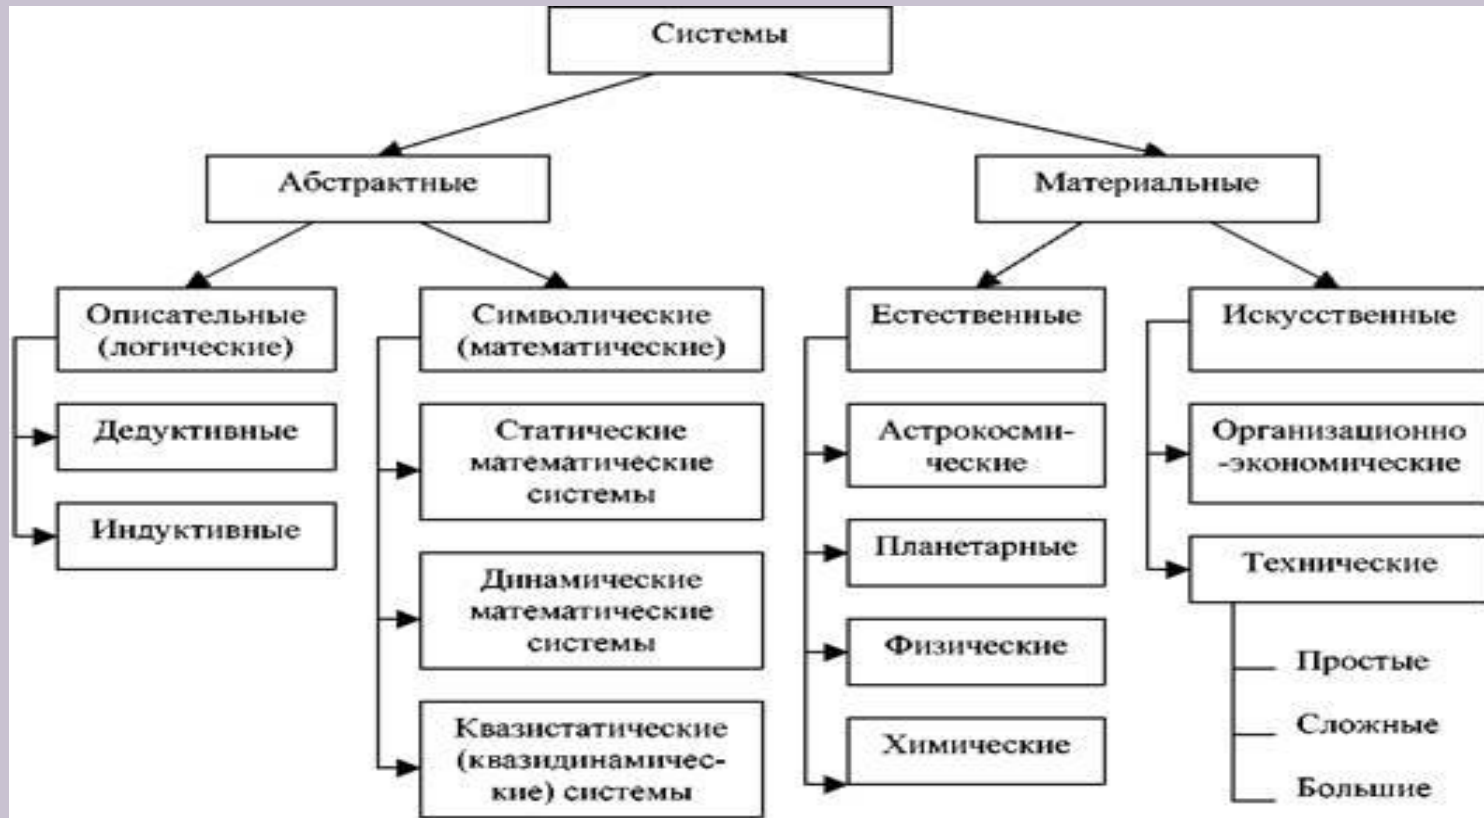 Системы
Абстрактные
Материальные
Описательные
(логические)
Символические
(математические)
Естественные
Искусственные
Дедуктивные
Индуктивные
Статические
математические
системы
Динамические
математические
системы
Квазистатические
(квазидинамичес-
кие) системы
Астрокосми-
ческие
Планетарные
Физические
Химические
Организационно
-экономические
Технические
Простые
Сложные
Большие